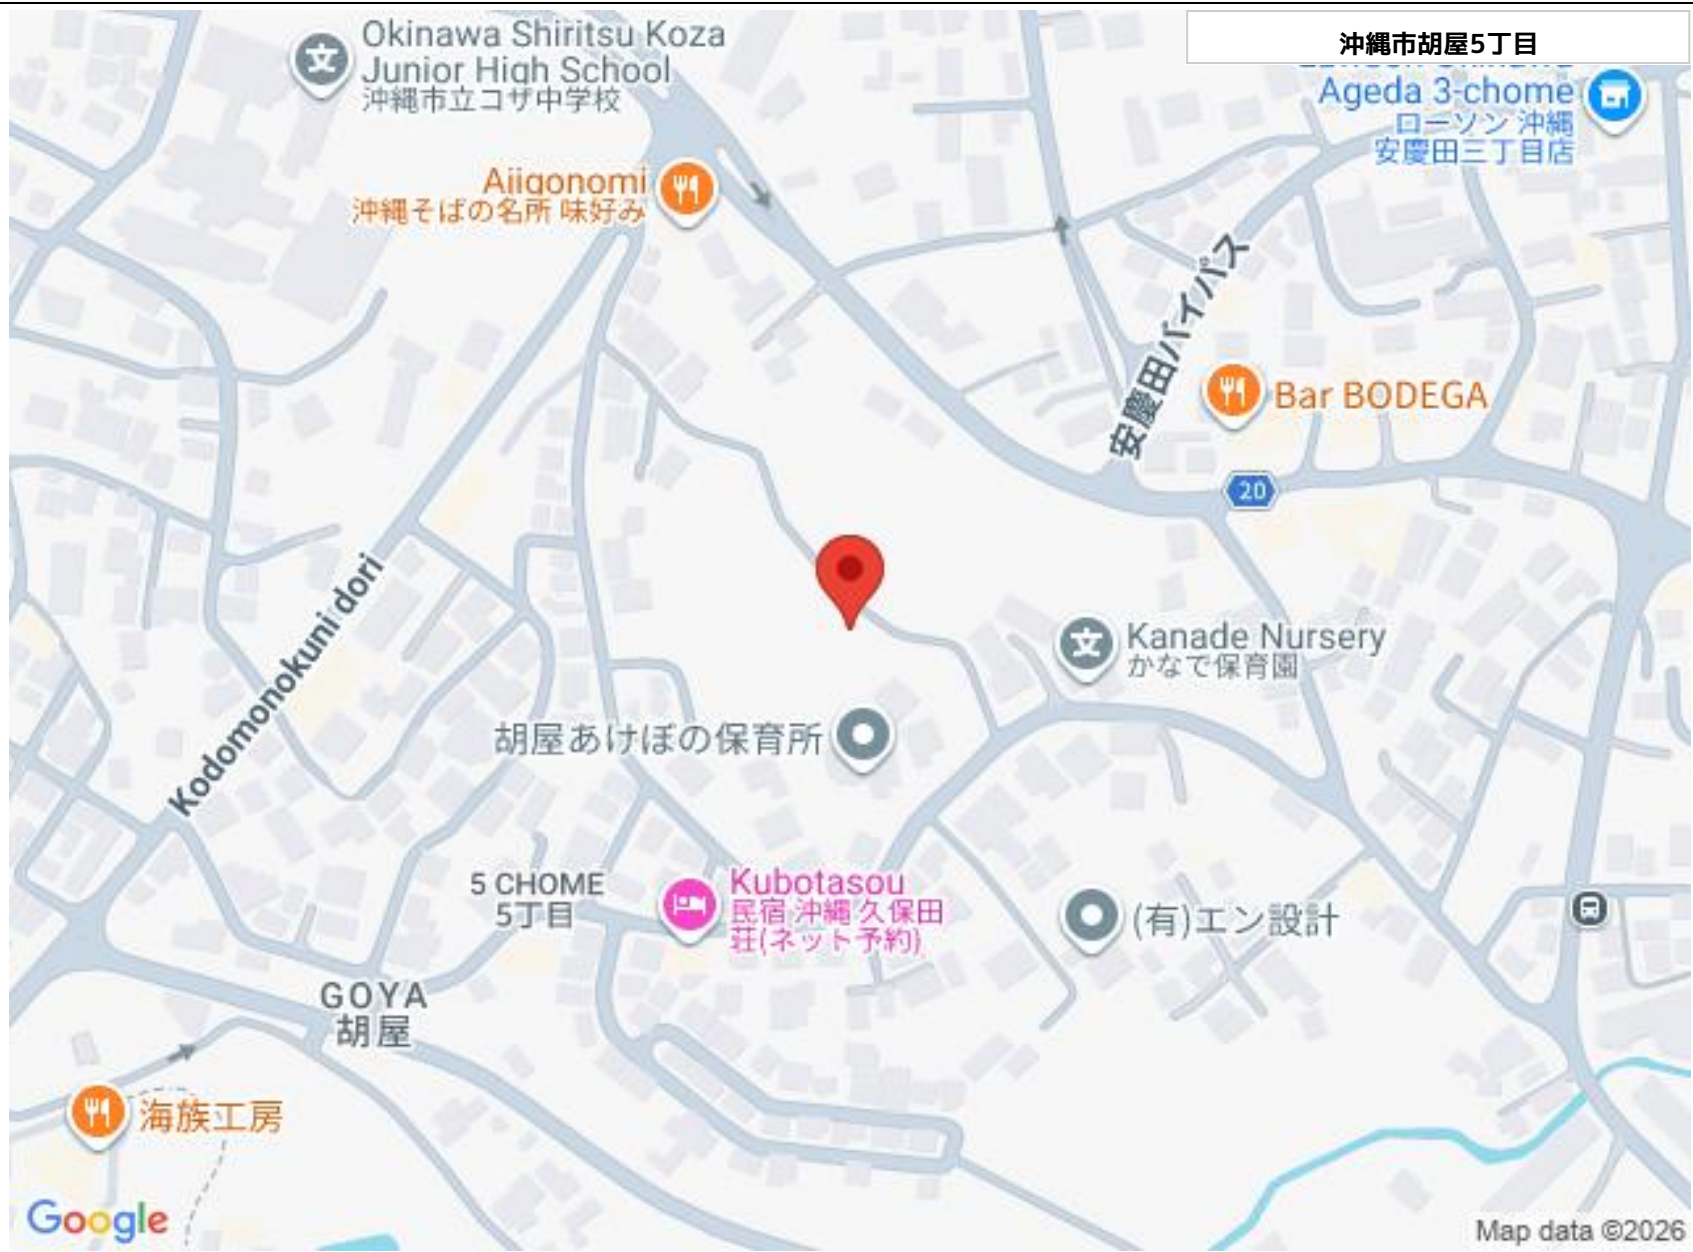 沖縄市胡屋5丁目
Okinawa Shiritsu Koza
Junior High School
沖縄市立コザ中学校
Ageda 3-chome
ローソン 沖縄
安慶田三丁目店
Ajigonomi
沖縄そばの名所 味好み
安慶田バイパス
Bar BODEGA
20
Kodomonokuni dori
Kanade Nursery
かなで保育園
胡屋あけぼの保育所
5 CHOME
5丁目
Kubotasou
民宿 沖縄 久保田
荘(ネット予約)
(有)エン設計
GOYA
胡屋
海族工房
Google
Map data ©2026